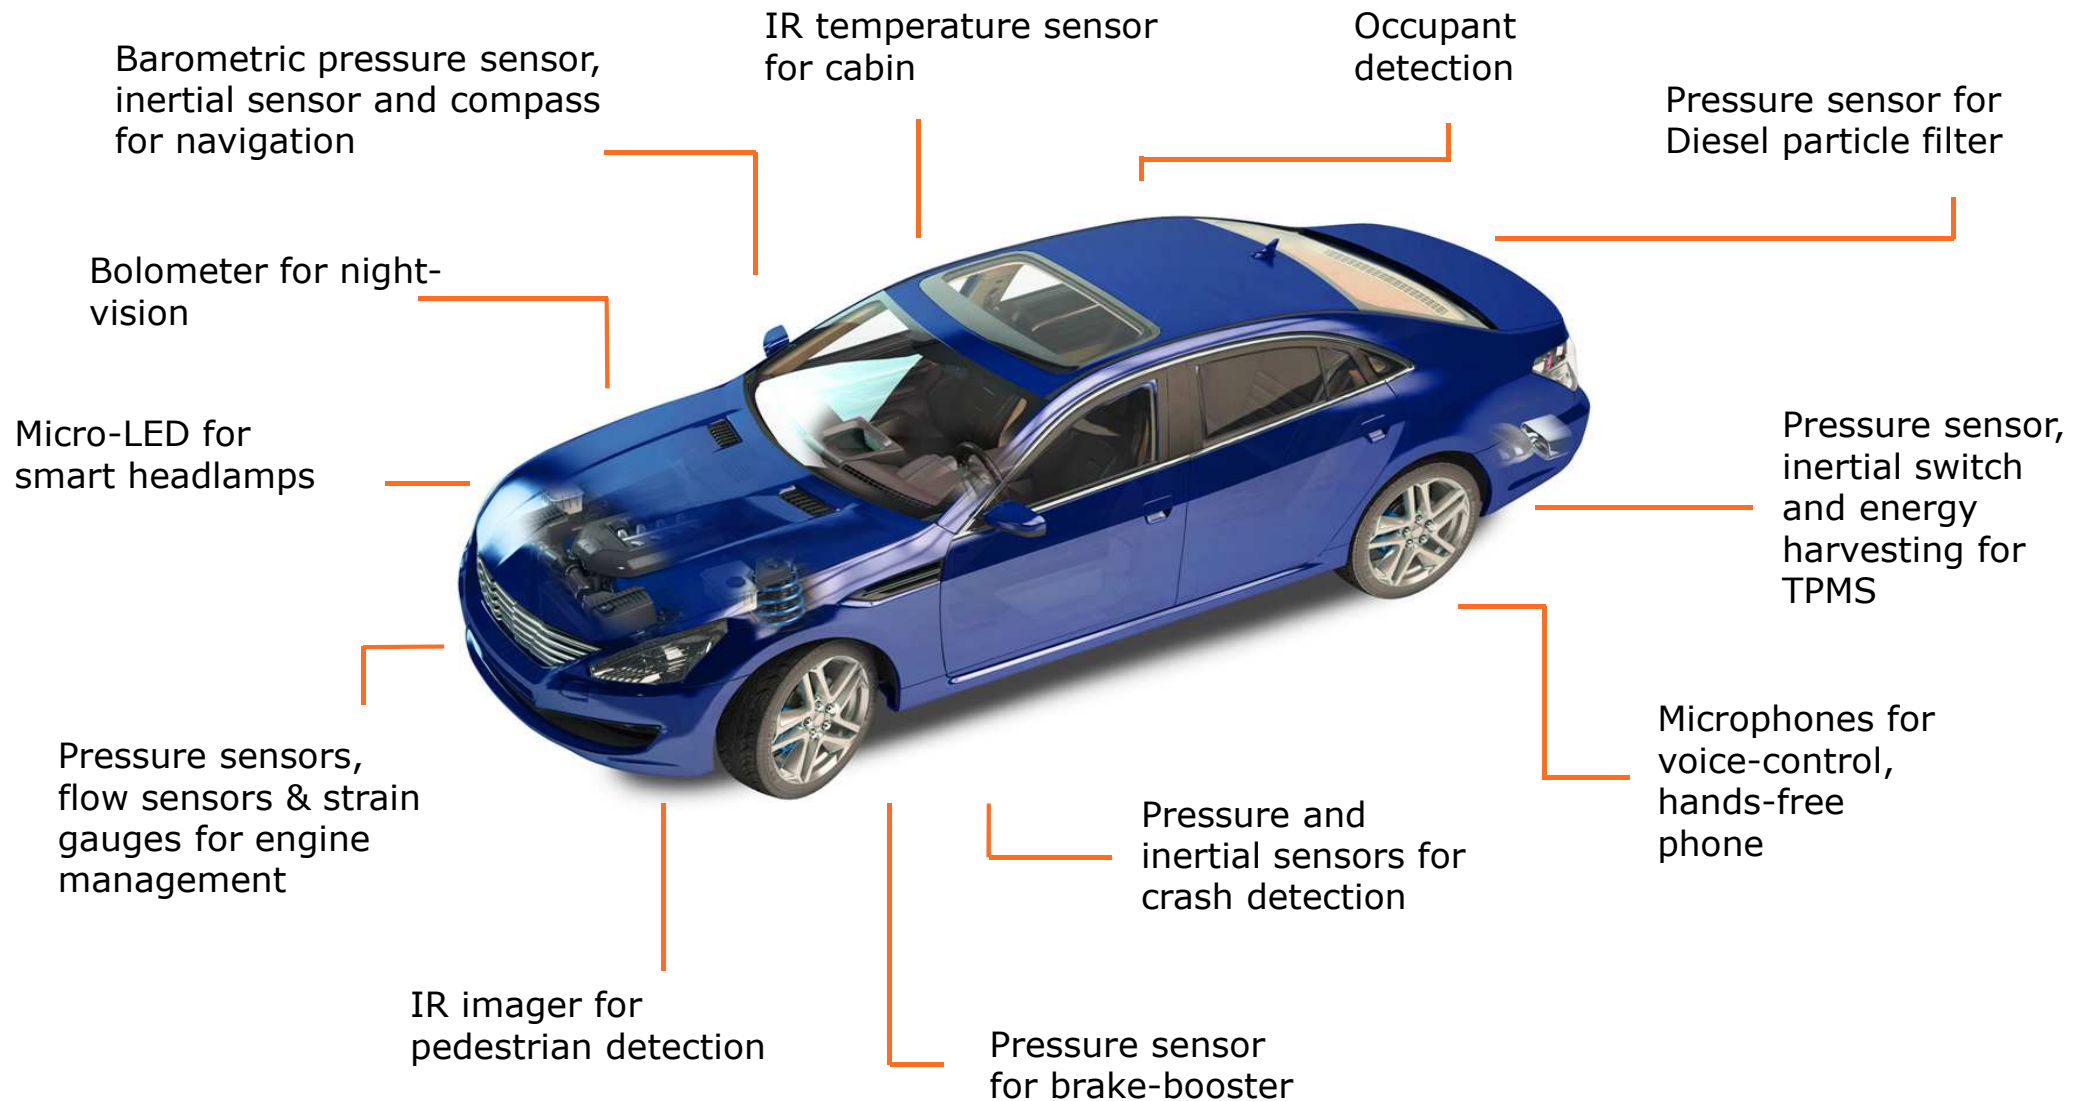 IR temperature sensor
for cabin
Occupant
detection
Barometric pressure sensor,
inertial sensor and compass
for navigation
Pressure sensor for
Diesel particle filter
Bolometer for night-
vision
Micro-LED for
smart headlamps
Pressure sensor,
inertial switch
and energy
harvesting for
TPMS
Pressure sensors,
flow sensors & strain
gauges for engine
management
Microphones for
voice-control,
hands-free
phone
Pressure and
inertial sensors for
crash detection
IR imager for
pedestrian detection
Pressure sensor
for brake-booster